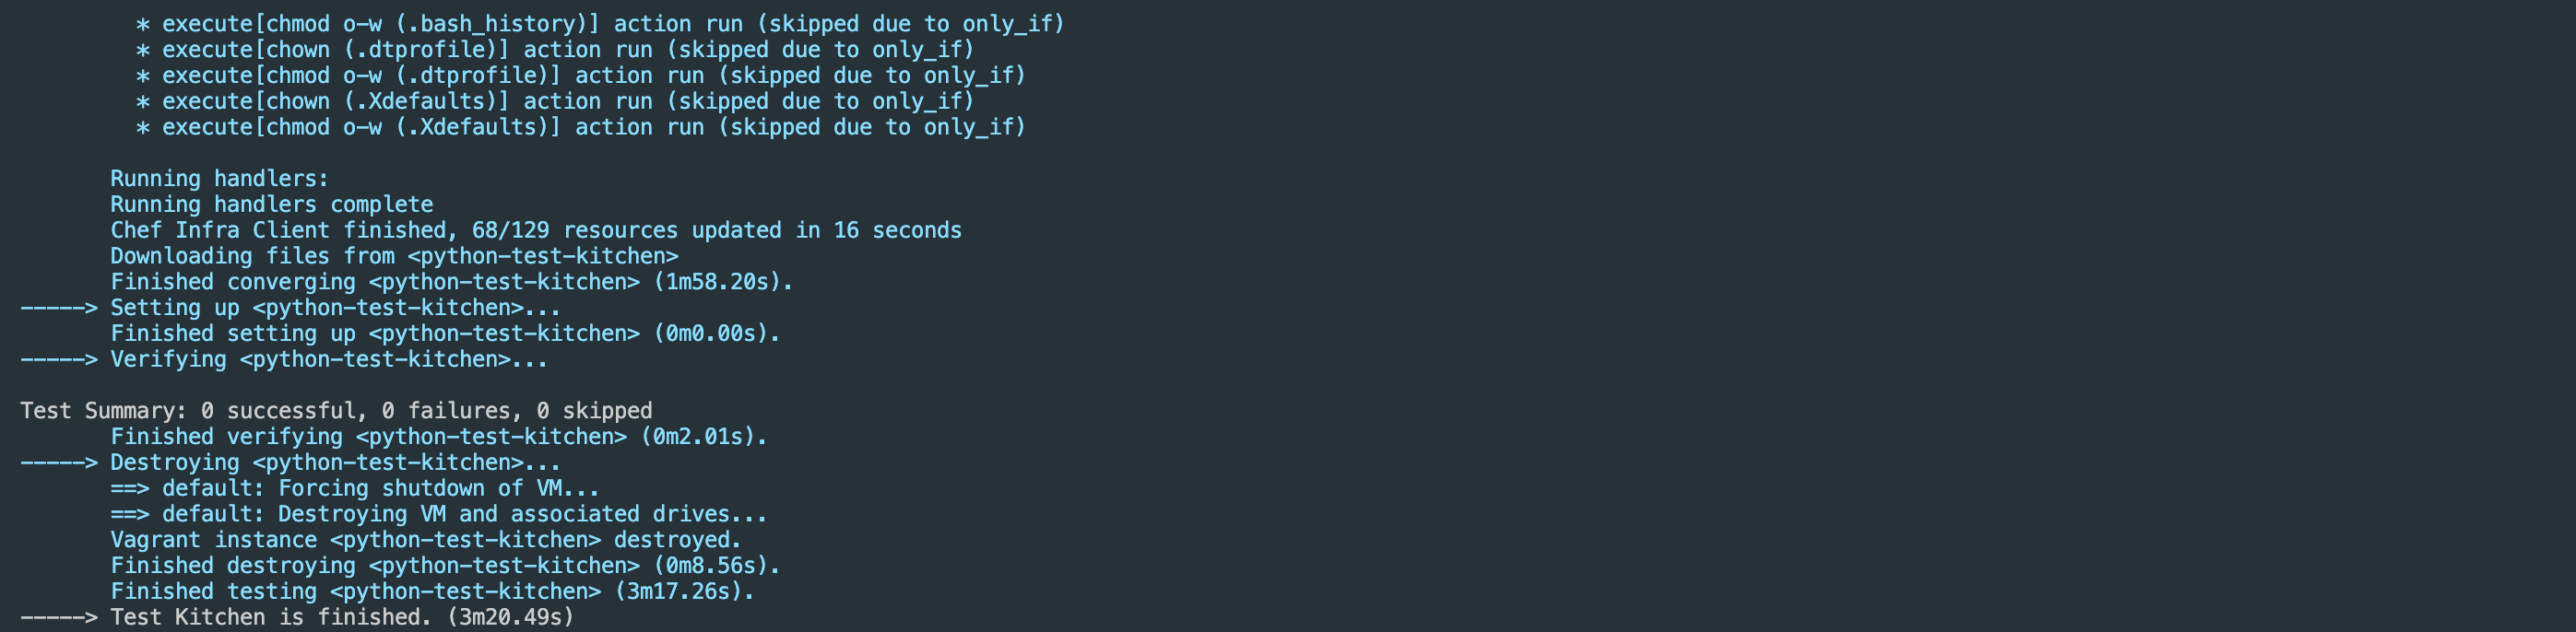 * execute[chmod o-w (.bash_history)] action run (skipped due to only_if)
* execute[chown (.dtprofile)] action run (skipped due to only_if)
* execute[chmod o-w (.dtprofile)] action run (skipped due to only_if)
* execute[chown (.Xdefaults)] action run (skipped due to only_if)
* execute[chmod o-w (.Xdefaults)] action run (skipped due to only_if)
Running handlers:
Running handlers complete
Chef Infra Client finished, 68/129 resources updated in 16 seconds
Downloading files from <python-test-kitchen>
Finished converging <python-test-kitchen> (1m58.20s).
-----> Setting up <python-test-kitchen>...
Finished setting up <python-test-kitchen> (0m0.00s).
-----> Verifying <python-test-kitchen>...
Test Summary: 0 successful, 0 failures, 0 skipped
Finished verifying <python-test-kitchen> (0m2.01s).
-----> Destroying <python-test-kitchen>...
==> default: Forcing shutdown of VM...
==> default: Destroying VM and associated drives...
Vagrant instance <python-test-kitchen> destroyed.
Finished destroying <python-test-kitchen> (0m8.56s).
Finished testing <python-test-kitchen> (3m17.26s).
-----> Test Kitchen is finished. (3m20.49s)